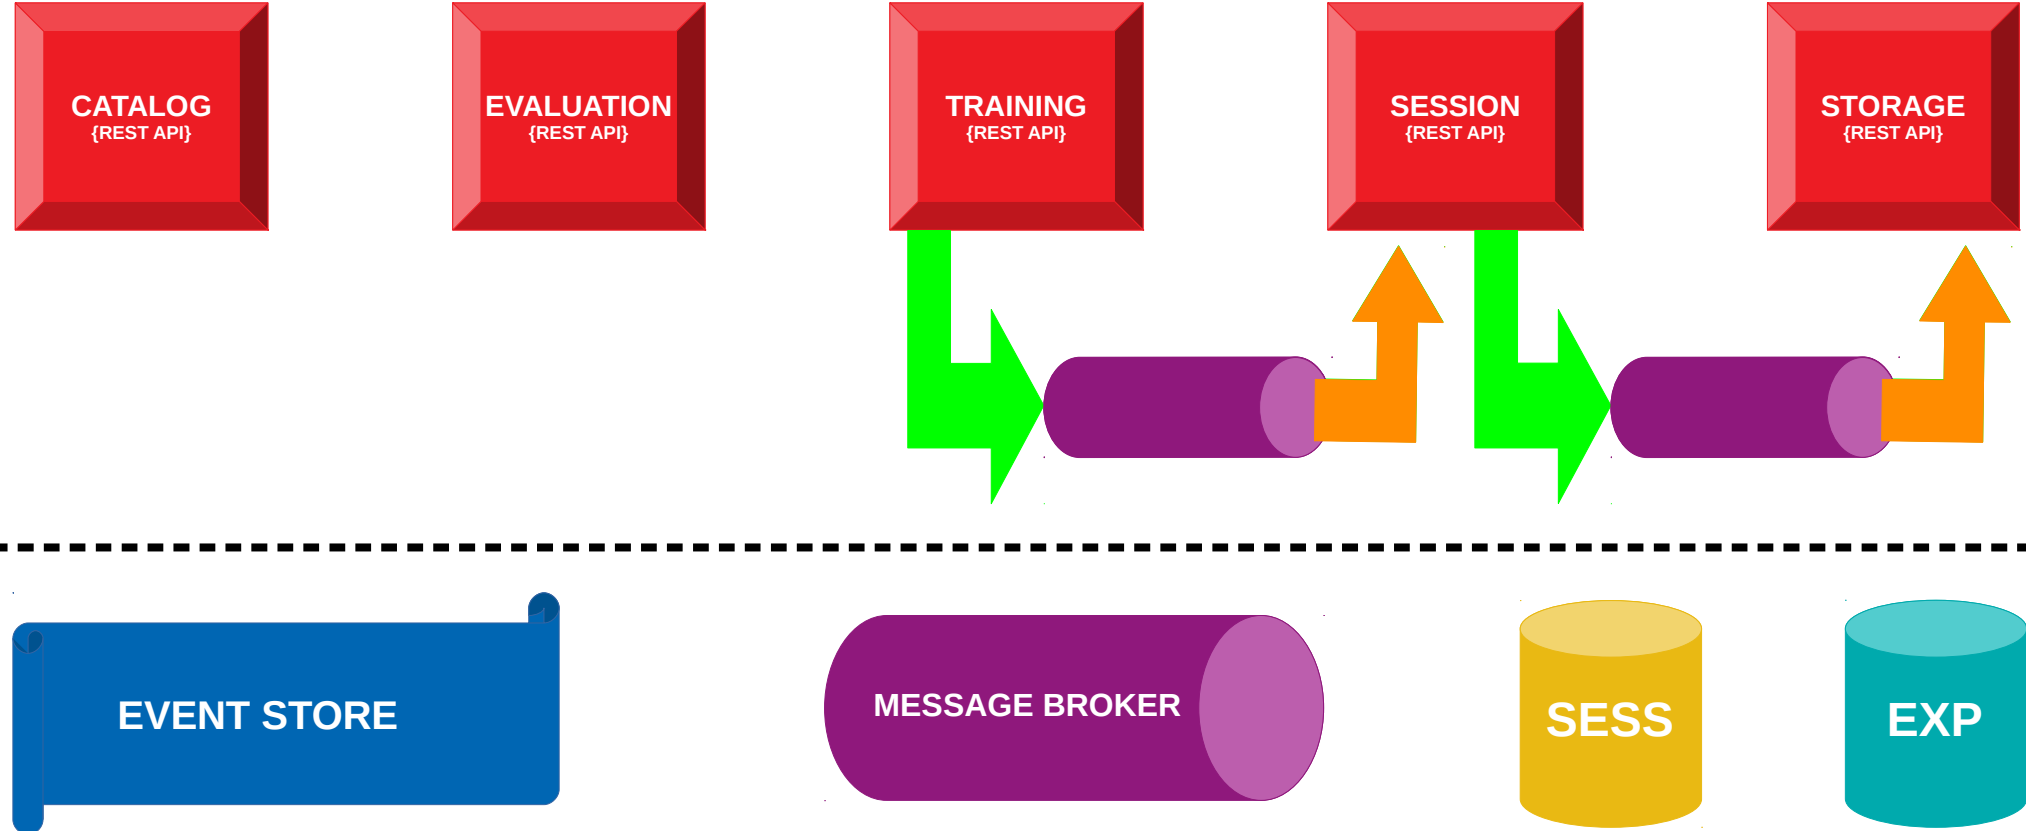 CATALOG
{REST API}
EVALUATION
{REST API}
TRAINING
{REST API}
SESSION
{REST API}
STORAGE
{REST API}
EVENT STORE
MESSAGE BROKER
SESS
EXP